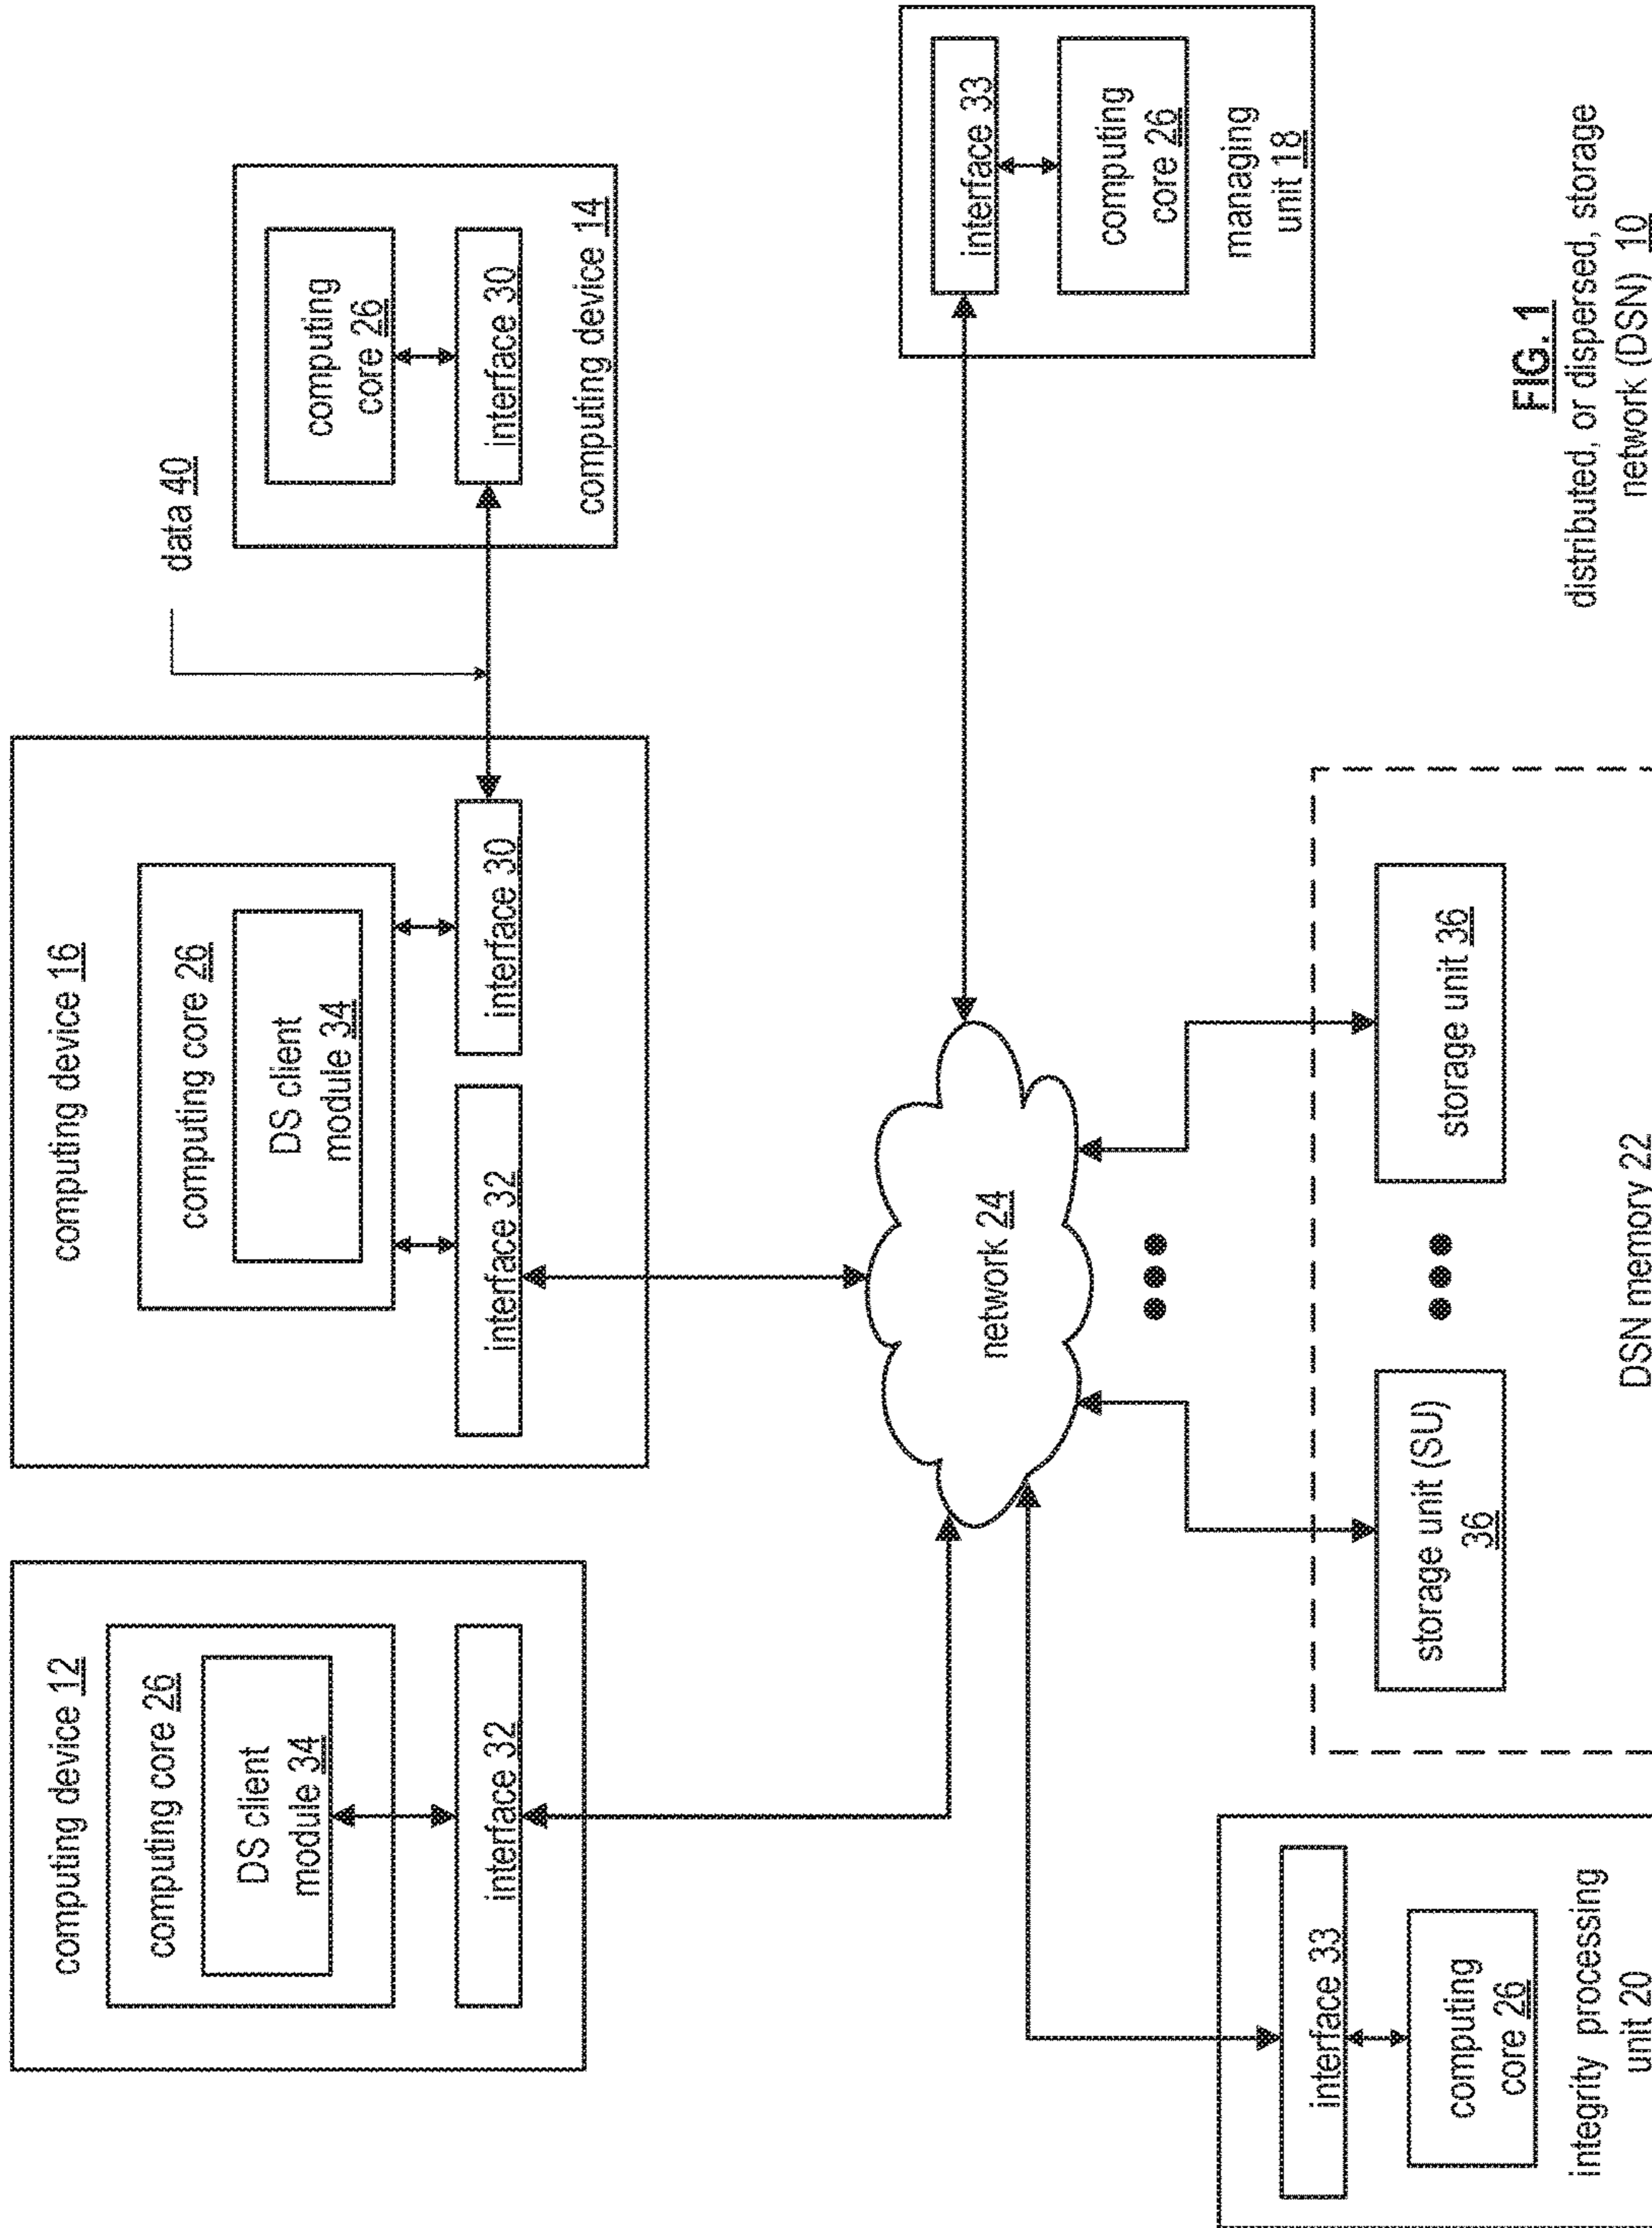 computing device 12
computing core 26
DS client
module 34
interface 32
computing device 16
computing core 26
DS client
module 34
interface 32
interface 30
data 40
computing
core 26
interface 30
computing device 14
network 24
interface 33
computing
core 26
managing
unit 18
interface 33
computing
core 26
integrity processing
unit 20
storage unit (SU)
36
storage unit 36
DSN memory 22
FIG. 1
distributed, or dispersed, storage
network (DSN) 10